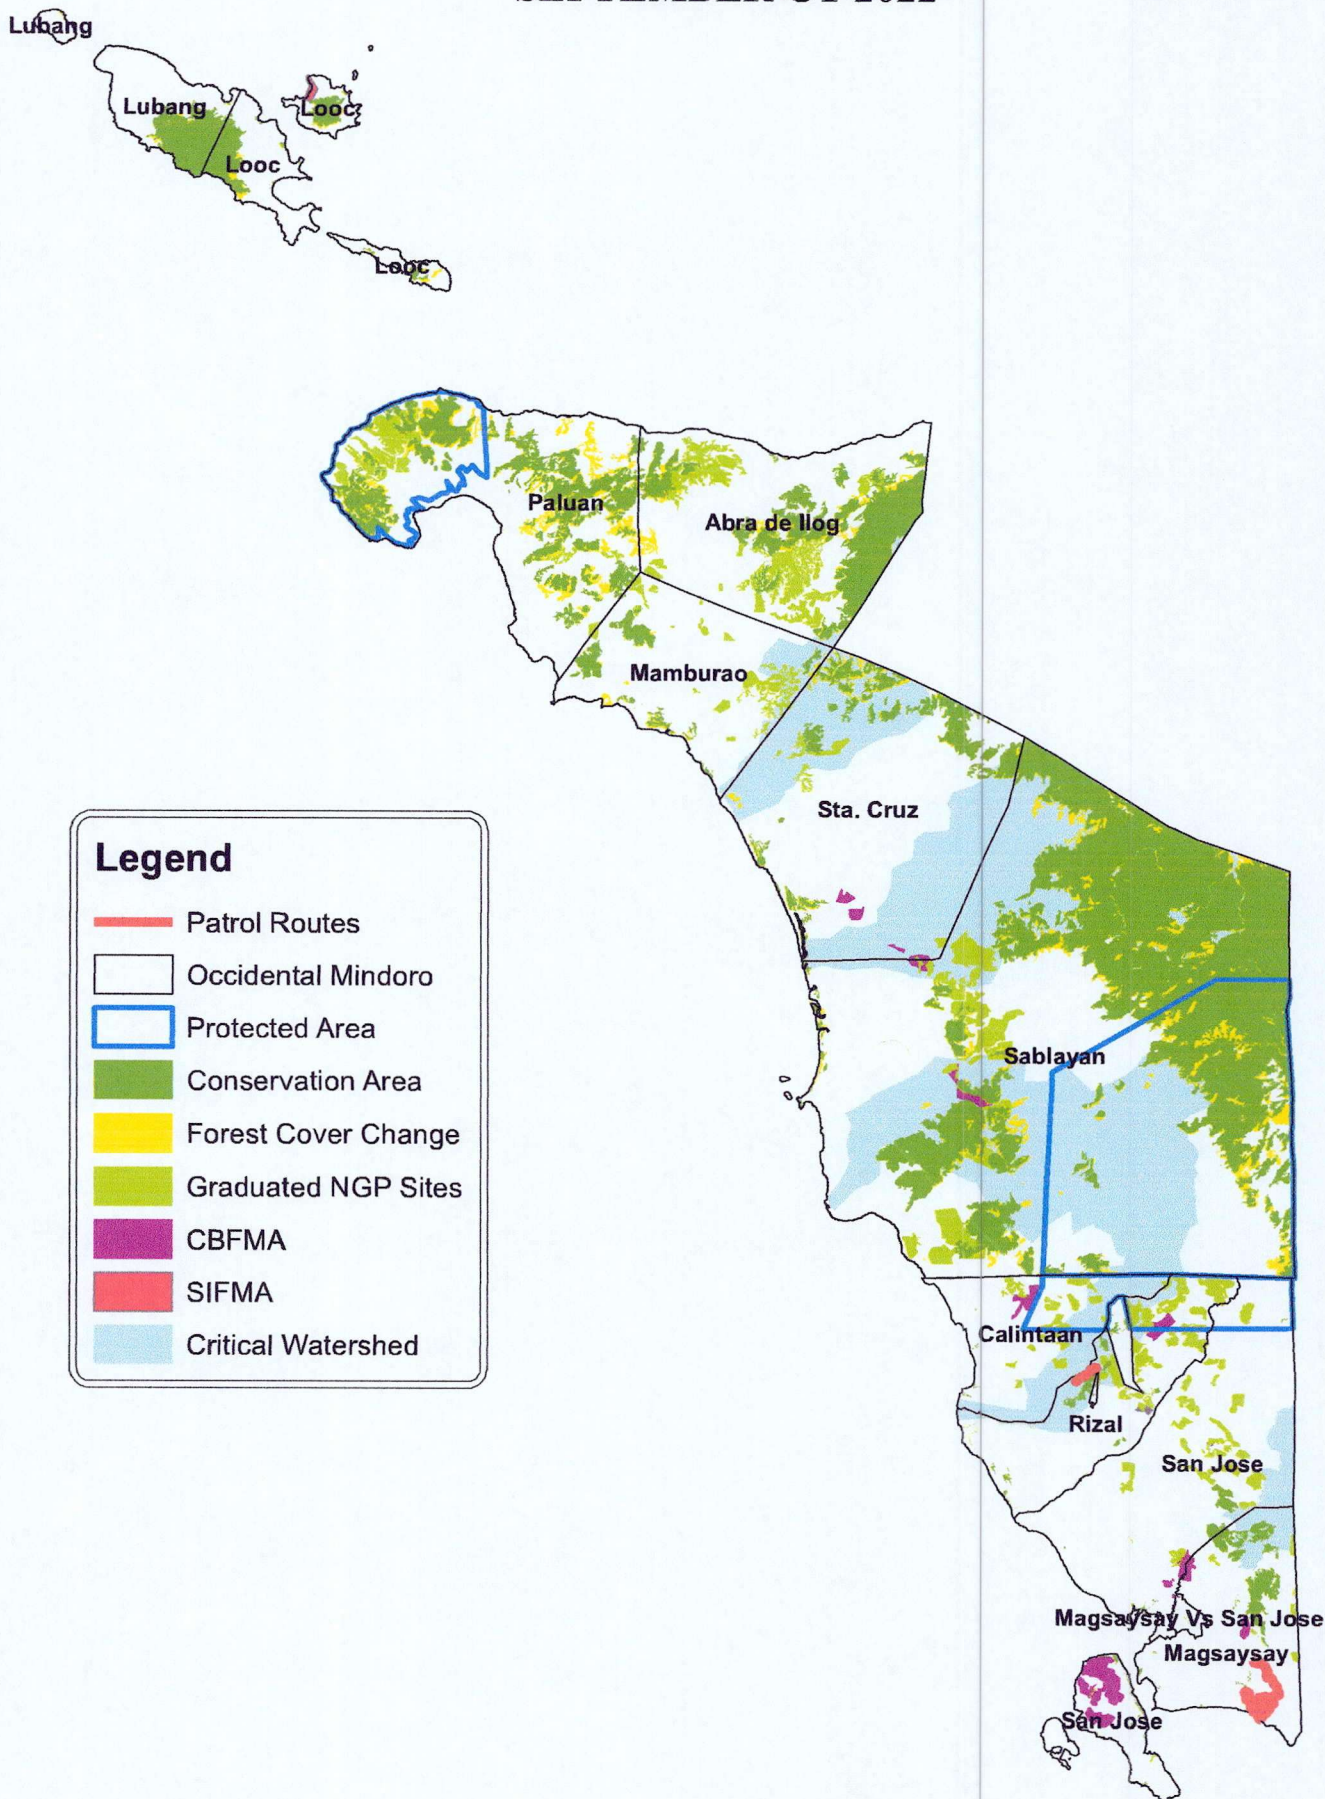 Lubang
Lubang
Looc
Looc
Looc
Paluan
Abra de Ilog
Mamburao
Sta. Cruz
Legend
Patrol Routes
Occidental Mindoro
Protected Area
Conservation Area
Forest Cover Change
Graduated NGP Sites
CBFMA
SIFMA
Critical Watershed
Sablayan
Calintaan
Rizal
San Jose
Magsaysay Vs San Jose
Magsaysay
San Jose